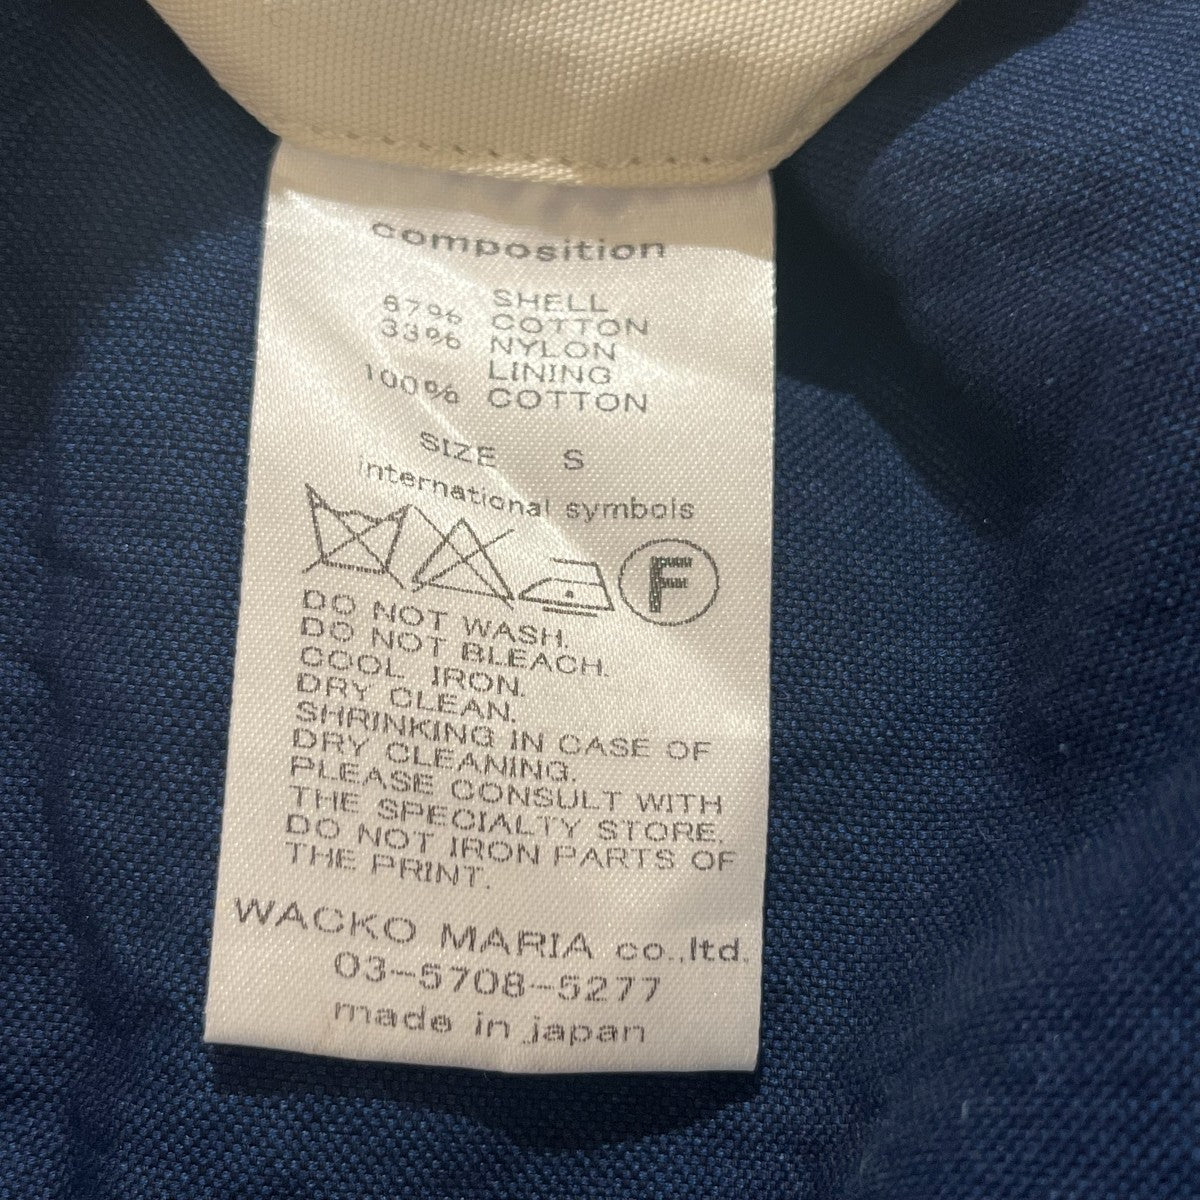 composition
SHELL
67% COTTON
33% NYLON
LINING
100% COTTON
SIZE S
international symbols
F
DO NOT WASH.
DO NOT BLEACH.
COOL IRON.
DRY CLEAN.
SHRINKING IN CASE OF
DRY CLEANING.
PLEASE CONSULT WITH
THE SPECIALTY STORE.
DO NOT IRON PARTS OF
THE PRINT.
WACKO MARIA co.,ltd.
03-5708-5277
made in japan